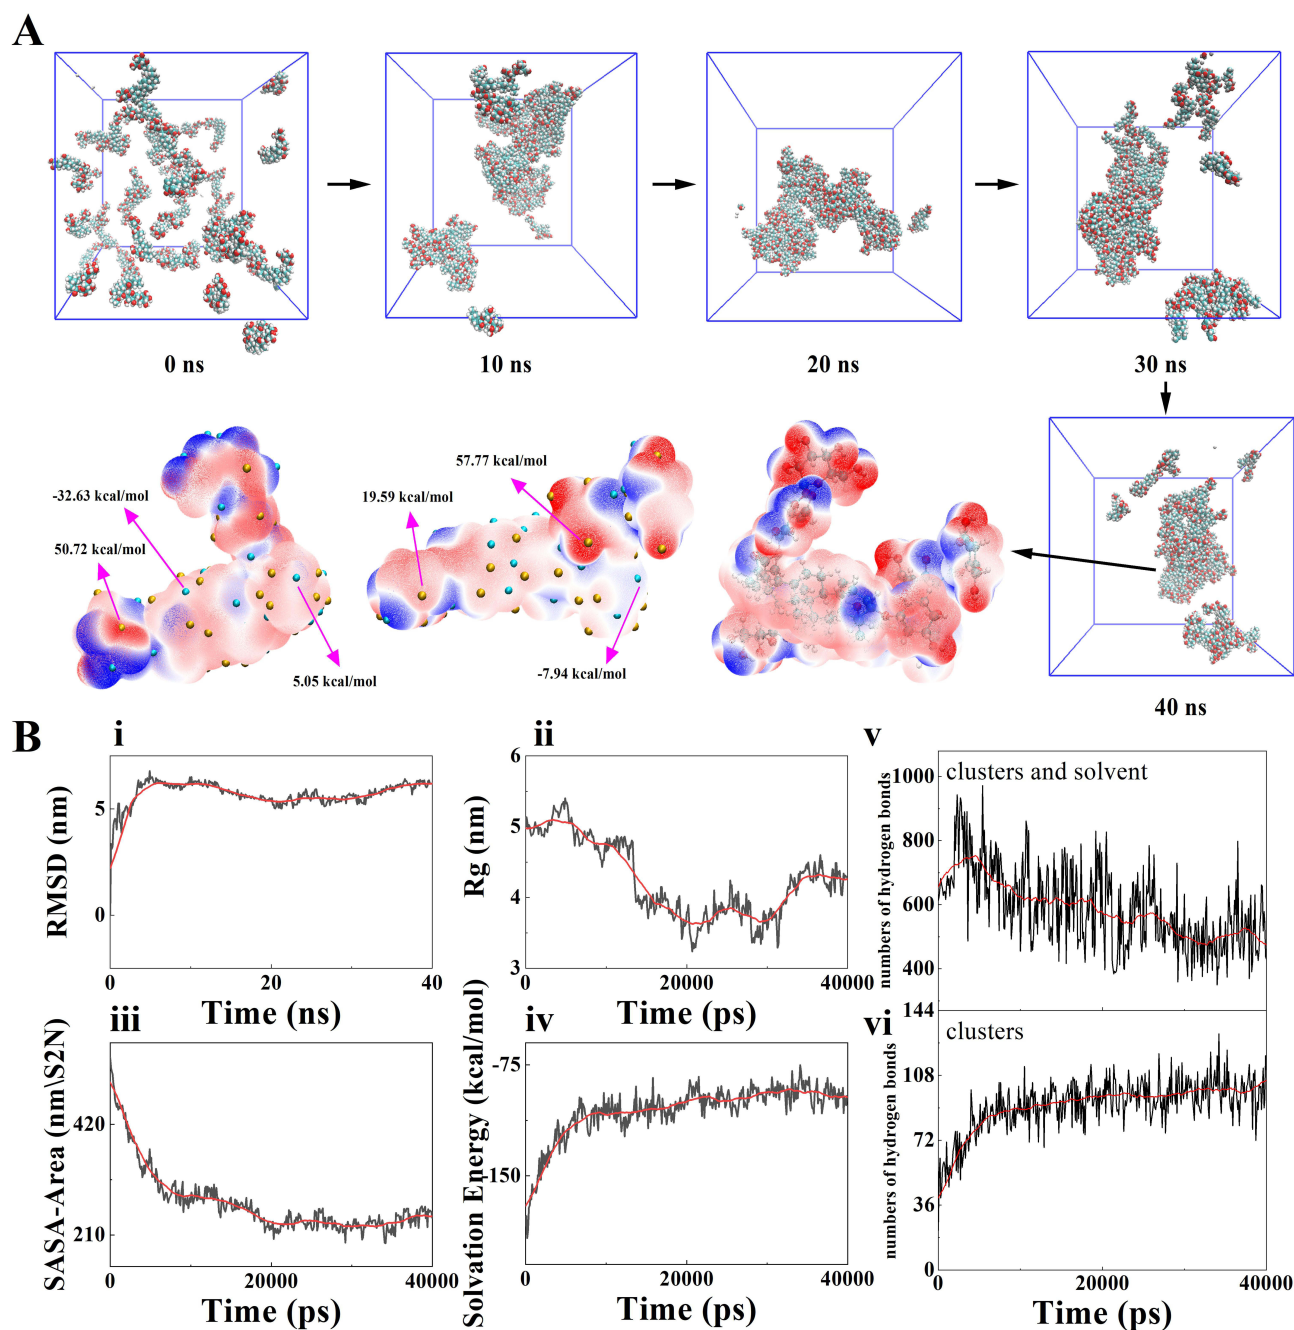 A
0 ns
10 ns
20 ns
30 ns
-32.63 kcal/mol
50.72 kcal/mol
5.05 kcal/mol
19.59 kcal/mol
57.77 kcal/mol
-7.94 kcal/mol
40 ns
B
i
RMSD (nm)
5
0
0
20
40
Time (ns)
ii
Rg (nm)
6
5
4
3
0
20000
40000
Time (ps)
iii
SASA-Area (nm\S2N)
420
210
0
20000
40000
Time (ps)
iv
Solvation Energy (kcal/mol)
-75
-150
0
20000
40000
Time (ps)
v
clusters and solvent
numbers of hydrogen bonds
1000
800
600
400
vi
clusters
numbers of hydrogen bonds
144
108
72
36
0
0
20000
40000
Time (ps)